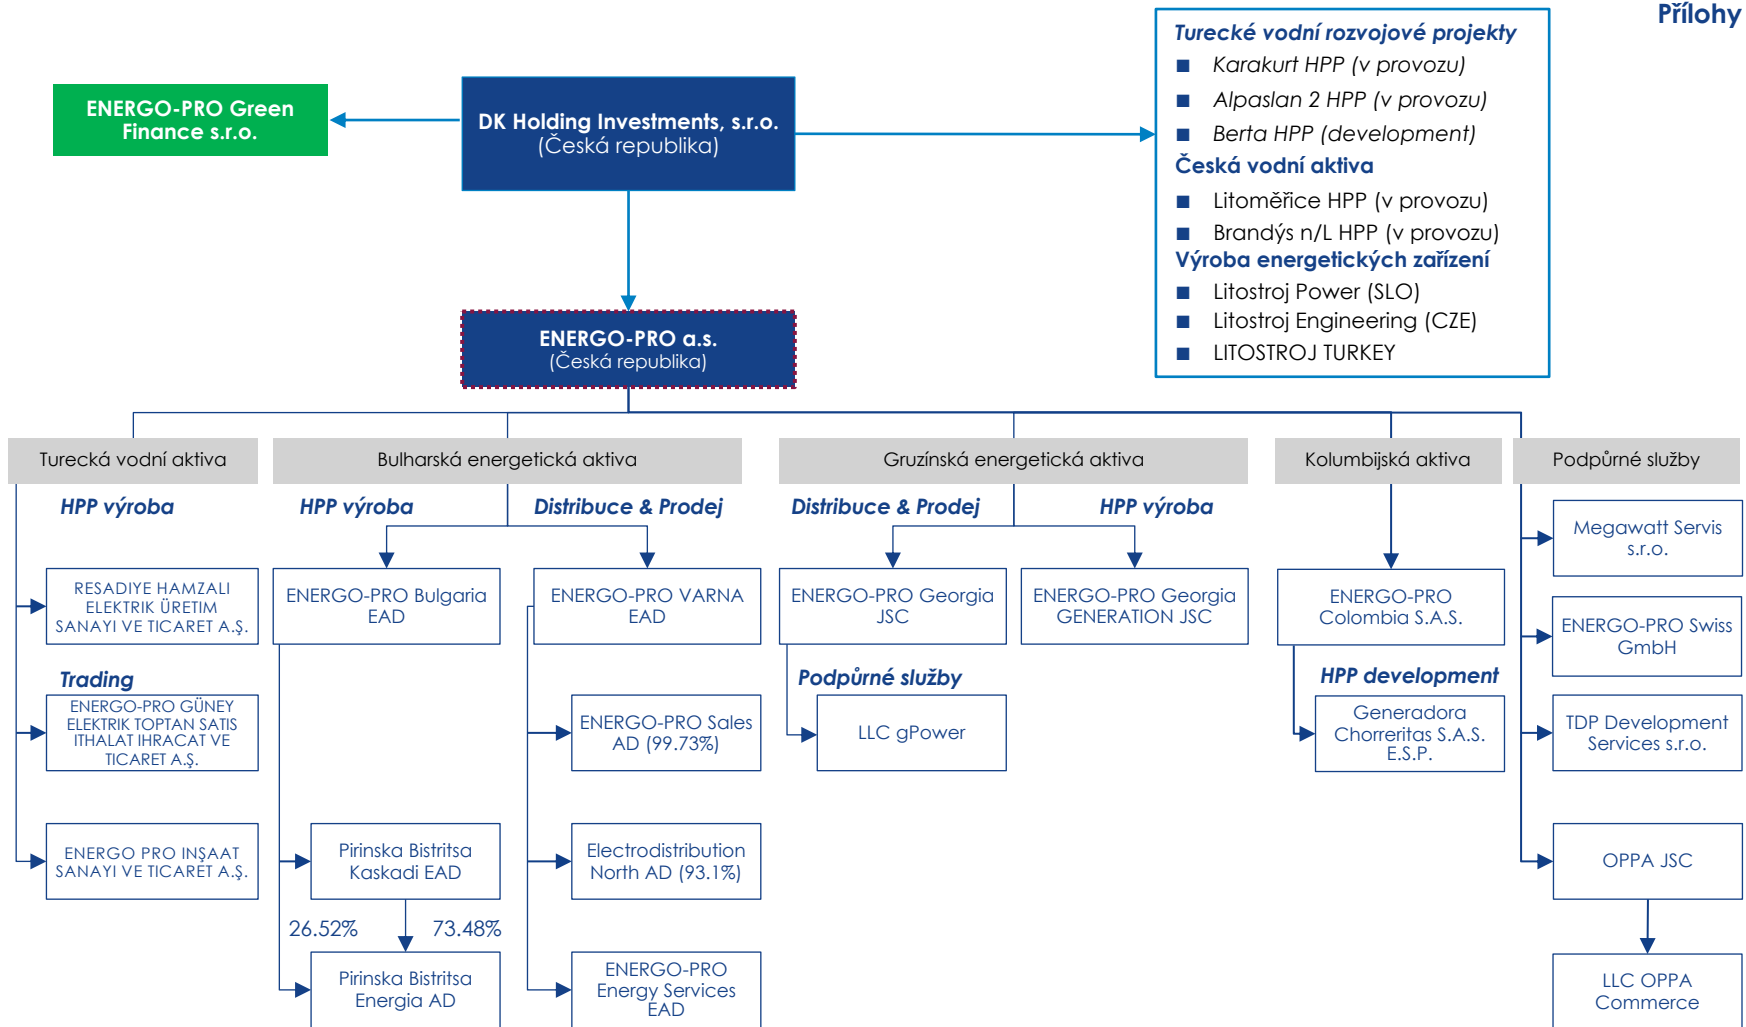 Přílohy
ENERGO-PRO Green
Finance s.r.o.
DK Holding Investments, s.r.o.
(Česká republika)
Turecké vodní rozvojové projekty
■ Karakurt HPP (v provozu)
■ Alpaslan 2 HPP (v provozu)
■ Berta HPP (development)
Česká vodní aktiva
■ Litoměřice HPP (v provozu)
■ Brandýs n/L HPP (v provozu)
Výroba energetických zařízení
■ Litostroj Power (SLO)
■ Litostroj Engineering (CZE)
■ LITOSTROJ TURKEY
ENERGO-PRO a.s.
(Česká republika)
Turecká vodní aktiva
HPP výroba
RESADIYE HAMZALI
ELEKTRIK ÜRETIM
SANAYI VE TICARET A.Ş.
Trading
ENERGO-PRO GÜNEY
ELEKTRIK TOPTAN SATIS
ITHALAT IHRACAT VE
TICARET A.Ş.
ENERGO PRO INŞAAT
SANAYI VE TICARET A.Ş.
Bulharská energetická aktiva
HPP výroba
ENERGO-PRO Bulgaria
EAD
Pirinska Bistritsa
Kaskadi EAD
26.52%
73.48%
Pirinska Bistritsa
Energia AD
Distribuce & Prodej
ENERGO-PRO VARNA
EAD
ENERGO-PRO Sales
AD (99.73%)
Electrodistribution
North AD (93.1%)
ENERGO-PRO
Energy Services
EAD
Gruzínská energetická aktiva
Distribuce & Prodej
ENERGO-PRO Georgia
JSC
Podpůrné služby
LLC gPower
HPP výroba
ENERGO-PRO Georgia
GENERATION JSC
Kolumbijská aktiva
ENERGO-PRO
Colombia S.A.S.
HPP development
Generadora
Chorreritas S.A.S.
E.S.P.
Podpůrné služby
Megawatt Servis
s.r.o.
ENERGO-PRO Swiss
GmbH
TDP Development
Services s.r.o.
OPPA JSC
LLC OPPA
Commerce